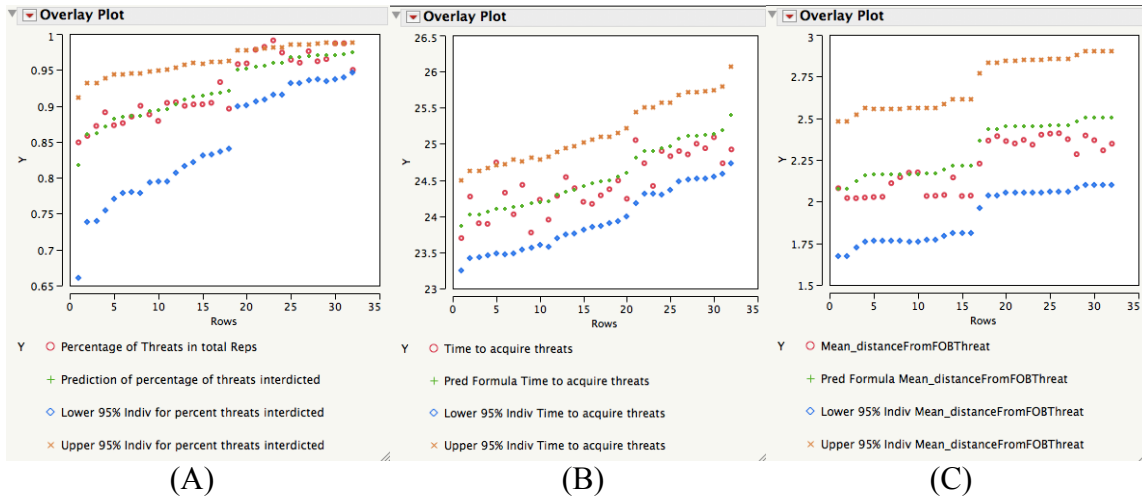 Overlay Plot
1
0.95
0.9
0.85
0.8
0.75
0.7
0.65
Y
0 5 10 15 20 25 30 35
Rows
Y Percentage of Threats in total Reps
Prediction of percentage of threats interdicted
Lower 95% Indiv for percent threats interdicted
Upper 95% Indiv for percent threats interdicted
(A)
Overlay Plot
26.5
26
25.5
25
24.5
24
23.5
23
Y
0 5 10 15 20 25 30 35
Rows
Y Time to acquire threats
Pred Formula Time to acquire threats
Lower 95% Indiv Time to acquire threats
Upper 95% Indiv Time to acquire threats
(B)
Overlay Plot
3
2.75
2.5
2.25
2
1.75
1.5
Y
0 5 10 15 20 25 30 35
Rows
Y Mean_distanceFromFOBThreat
Pred Formula Mean_distanceFromFOBThreat
Lower 95% Indiv Mean_distanceFromFOBThreat
Upper 95% Indiv Mean_distanceFromFOBThreat
(C)